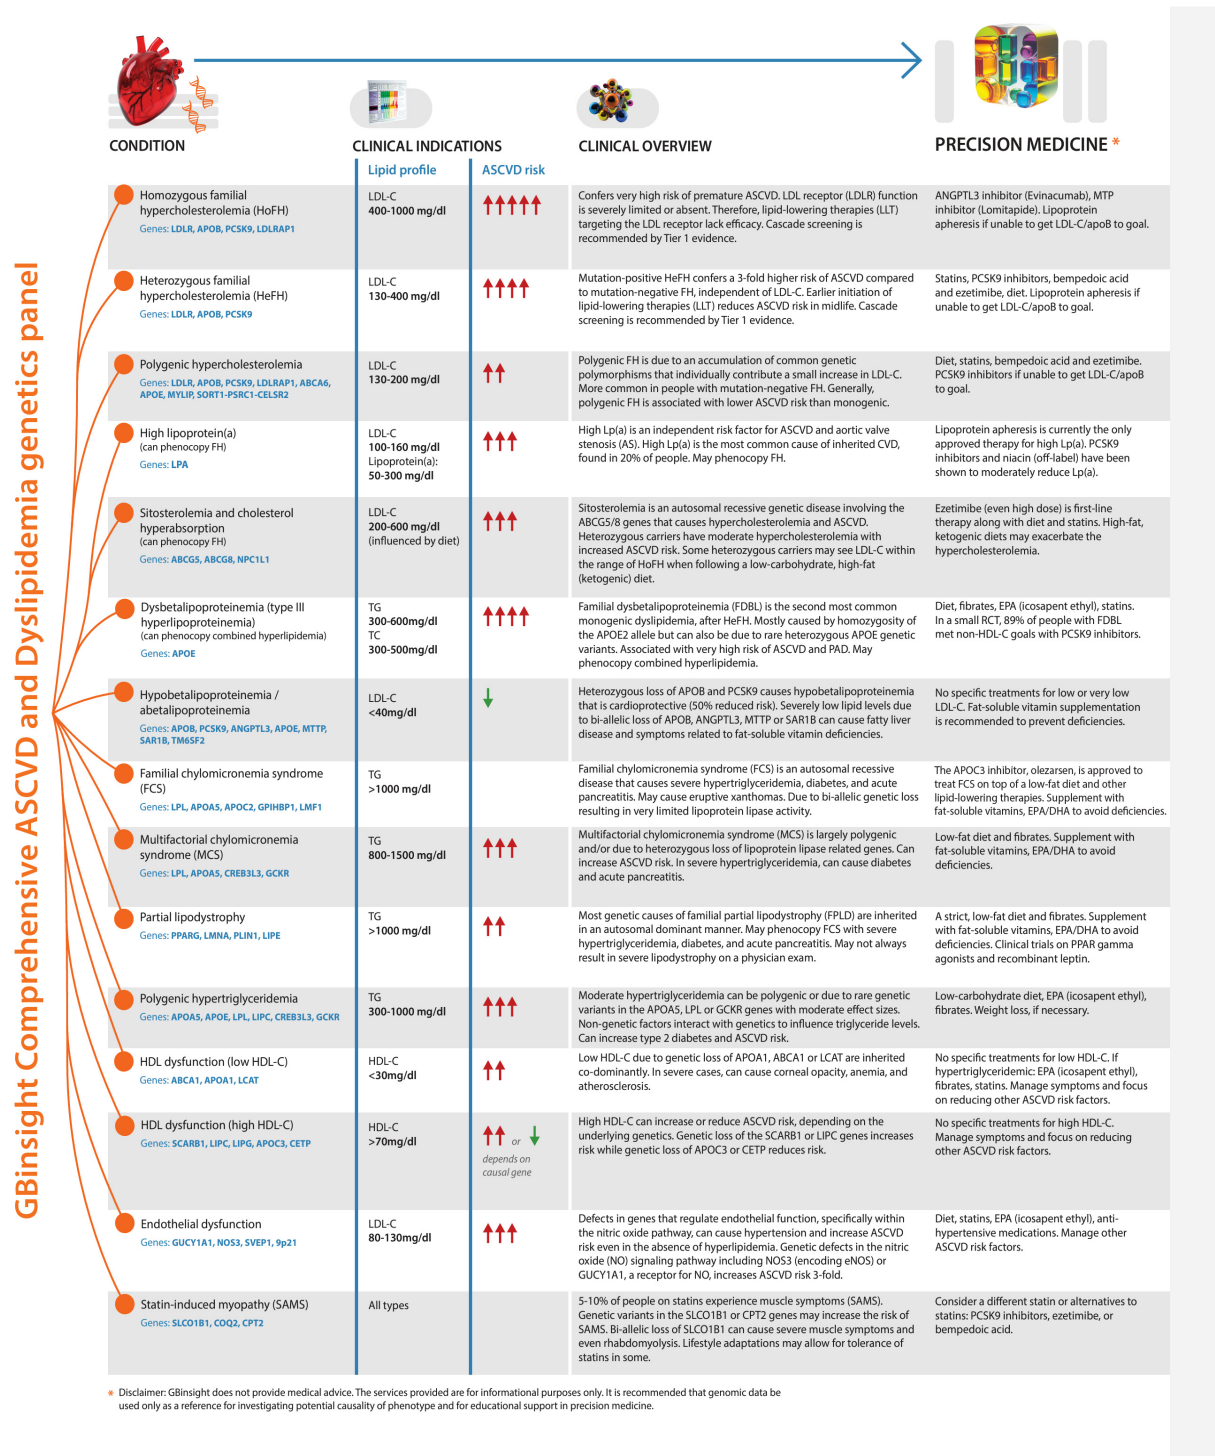 GBinsight Comprehensive ASCVD and Dyslipidemia genetics panel
CONDITION
CLINICAL INDICATIONS
CLINICAL OVERVIEW
PRECISION MEDICINE *
Lipid profile
ASCVD risk
Homozygous familial
hypercholesterolemia (HoFH)
Genes: LDLR, APOB, PCSK9, LDLRAP1
LDL-C
400-1000 mg/dl
Confers very high risk of premature ASCVD. LDL receptor (LDLR) function
is severely limited or absent. Therefore, lipid-lowering therapies (LLT)
targeting the LDL receptor lack efficacy. Cascade screening is
recommended by Tier 1 evidence.
ANGPTL3 inhibitor (Evinacumab), MTP
inhibitor (Lomitapide). Lipoprotein
apheresis if unable to get LDL-C/apoB to goal.
Heterozygous familial
hypercholesterolemia (HeFH)
Genes: LDLR, APOB, PCSK9
LDL-C
130-400 mg/dl
Mutation-positive HeFH confers a 3-fold higher risk of ASCVD compared
to mutation-negative FH, independent of LDL-C. Earlier initiation of
lipid-lowering therapies (LLT) reduces ASCVD risk in midlife. Cascade
screening is recommended by Tier 1 evidence.
Statins, PCSK9 inhibitors, bempedoic acid
and ezetimibe, diet. Lipoprotein apheresis if
unable to get LDL-C/apoB to goal.
Polygenic hypercholesterolemia
Genes: LDLR, APOB, PCSK9, LDLRAP1, ABCA6,
APOE, MYLIP, SORT1-PSRC1-CELSR2
LDL-C
130-200 mg/dl
Polygenic FH is due to an accumulation of common genetic
polymorphisms that individually contribute a small increase in LDL-C.
More common in people with mutation-negative FH. Generally,
polygenic FH is associated with lower ASCVD risk than monogenic.
Diet, statins, bempedoic acid and ezetimibe.
PCSK9 inhibitors if unable to get LDL-C/apoB
to goal.
High lipoprotein(a)
(can phenocopy FH)
Genes: LPA
LDL-C
100-160 mg/dl
Lipoprotein(a):
50-300 mg/dl
High Lp(a) is an independent risk factor for ASCVD and aortic valve
stenosis (AS). High Lp(a) is the most common cause of inherited CVD,
found in 20% of people. May phenocopy FH.
Lipoprotein apheresis is currently the only
approved therapy for high Lp(a). PCSK9
inhibitors and niacin (off-label) have been
shown to moderately reduce Lp(a).
Sitosterolemia and cholesterol
hyperabsorption
(can phenocopy FH)
Genes: ABCG5, ABCG8, NPC1L1
LDL-C
200-600 mg/dl
(influenced by diet)
Sitosterolemia is an autosomal recessive genetic disease involving the
ABCG5/8 genes that causes hypercholesterolemia and ASCVD.
Heterozygous carriers have moderate hypercholesterolemia with
increased ASCVD risk. Some heterozygous carriers may see LDL-C within
the range of HoFH when following a low-carbohydrate, high-fat
(ketogenic) diet.
Ezetimibe (even high dose) is first-line
therapy along with diet and statins. High-fat,
ketogenic diets may exacerbate the
hypercholesterolemia.
Dysbetalipoproteinemia (type III
hyperlipoproteinemia)
(can phenocopy combined hyperlipidemia)
Genes: APOE
TG
300-600mg/dl
TC
300-500mg/dl
Familial dysbetalipoproteinemia (FDBL) is the second most common
monogenic dyslipidemia, after HeFH. Mostly caused by homozygosity of
the APOE2 allele but can also be due to rare heterozygous APOE genetic
variants. Associated with very high risk of ASCVD and PAD. May
phenocopy combined hyperlipidemia.
Diet, fibrates, EPA (icosapent ethyl), statins.
In a small RCT, 89% of people with FDBL
met non-HDL-C goals with PCSK9 inhibitors.
Hypobetalipoproteinemia /
abetalipoproteinemia
Genes: APOB, PCSK9, ANGPTL3, APOE, MTTP,
SAR1B, TM6SF2
LDL-C
<40mg/dl
Heterozygous loss of APOB and PCSK9 causes hypobetalipoproteinemia
that is cardioprotective (50% reduced risk). Severely low lipid levels due
to bi-allelic loss of APOB, ANGPTL3, MTTP or SAR1B can cause fatty liver
disease and symptoms related to fat-soluble vitamin deficiencies.
No specific treatments for low or very low
LDL-C. Fat-soluble vitamin supplementation
is recommended to prevent deficiencies.
Familial chylomicronemia syndrome
(FCS)
Genes: LPL, APOA5, APOC2, GPIHBP1, LMF1
TG
>1000 mg/dl
Familial chylomicronemia syndrome (FCS) is an autosomal recessive
disease that causes severe hypertriglyceridemia, diabetes, and acute
pancreatitis. May cause eruptive xanthomas. Due to bi-allelic genetic loss
resulting in very limited lipoprotein lipase activity.
The APOC3 inhibitor, olezarsen, is approved to
treat FCS on top of a low-fat diet and other
lipid-lowering therapies. Supplement with
fat-soluble vitamins, EPA/DHA to avoid deficiencies.
Multifactorial chylomicronemia
syndrome (MCS)
Genes: LPL, APOA5, CREB3L3, GCKR
TG
800-1500 mg/dl
Multifactorial chylomicronemia syndrome (MCS) is largely polygenic
and/or due to heterozygous loss of lipoprotein lipase related genes. Can
increase ASCVD risk. In severe hypertriglyceridemia, can cause diabetes
and acute pancreatitis.
Low-fat diet and fibrates. Supplement with
fat-soluble vitamins, EPA/DHA to avoid
deficiencies.
Partial lipodystrophy
Genes: PPARG, LMNA, PLIN1, LIPE
TG
>1000 mg/dl
Most genetic causes of familial partial lipodystrophy (FPLD) are inherited
in an autosomal dominant manner. May phenocopy FCS with severe
hypertriglyceridemia, diabetes, and acute pancreatitis. May not always
result in severe lipodystrophy on a physician exam.
A strict, low-fat diet and fibrates. Supplement
with fat-soluble vitamins, EPA/DHA to avoid
deficiencies. Clinical trials on PPAR gamma
agonists and recombinant leptin.
Polygenic hypertriglyceridemia
Genes: APOA5, APOE, LPL, LIPC, CREB3L3, GCKR
TG
300-1000 mg/dl
Moderate hypertriglyceridemia can be polygenic or due to rare genetic
variants in the APOA5, LPL or GCKR genes with moderate effect sizes.
Non-genetic factors interact with genetics to influence triglyceride levels.
Can increase type 2 diabetes and ASCVD risk.
Low-carbohydrate diet, EPA (icosapent ethyl),
fibrates. Weight loss, if necessary.
HDL dysfunction (low HDL-C)
Genes: ABCA1, APOA1, LCAT
HDL-C
<30mg/dl
Low HDL-C due to genetic loss of APOA1, ABCA1 or LCAT are inherited
co-dominantly. In severe cases, can cause corneal opacity, anemia, and
atherosclerosis.
No specific treatments for low HDL-C. If
hypertriglyceridemic: EPA (icosapent ethyl),
fibrates, statins. Manage symptoms and focus
on reducing other ASCVD risk factors.
HDL dysfunction (high HDL-C)
Genes: SCARB1, LIPC, LIPG, APOC3, CETP
HDL-C
>70mg/dl
or
depends on
causal gene
High HDL-C can increase or reduce ASCVD risk, depending on the
underlying genetics. Genetic loss of the SCARB1 or LIPC genes increases
risk while genetic loss of APOC3 or CETP reduces risk.
No specific treatments for high HDL-C.
Manage symptoms and focus on reducing
other ASCVD risk factors.
Endothelial dysfunction
Genes: GUCY1A1, NOS3, SVEP1, 9p21
LDL-C
80-130mg/dl
Defects in genes that regulate endothelial function, specifically within
the nitric oxide pathway, can cause hypertension and increase ASCVD
risk even in the absence of hyperlipidemia. Genetic defects in the nitric
oxide (NO) signaling pathway including NOS3 (encoding eNOS) or
GUCY1A1, a receptor for NO, increases ASCVD risk 3-fold.
Diet, statins, EPA (icosapent ethyl), anti-
hypertensive medications. Manage other
ASCVD risk factors.
Statin-induced myopathy (SAMS)
Genes: SLCO1B1, COQ2, CPT2
All types
5-10% of people on statins experience muscle symptoms (SAMS).
Genetic variants in the SLCO1B1 or CPT2 genes may increase the risk of
SAMS. Bi-allelic loss of SLCO1B1 can cause severe muscle symptoms and
even rhabdomyolysis. Lifestyle adaptations may allow for tolerance of
statins in some.
Consider a different statin or alternatives to
statins: PCSK9 inhibitors, ezetimibe, or
bempedoic acid.
* Disclaimer: GBinsight does not provide medical advice. The services provided are for informational purposes only. It is recommended that genomic data be
used only as a reference for investigating potential causality of phenotype and for educational support in precision medicine.